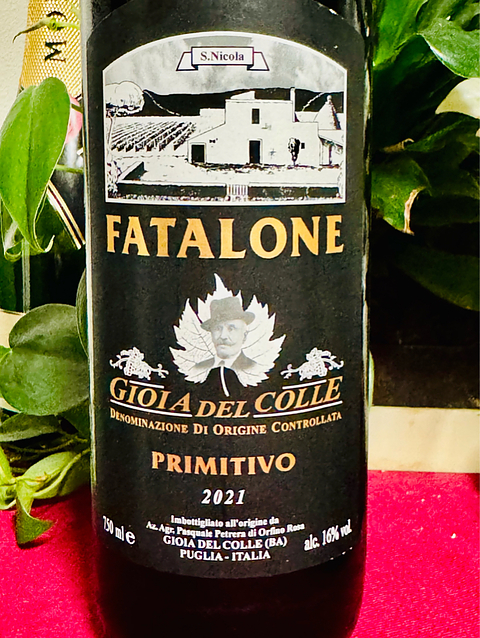 MO
S.Nicola
FATALONE
GIOIA DEL COLLE
DENOMINAZIONE DI ORIGINE CONTROLLATA
PRIMITIVO
2021
Imbottigliato all'origine da
Az. Agr. Pasquale Petrera di Orfino Rosa
750 ml e GIOIA DEL COLLE (BA) alc. 16% vol.
PUGLIA - ITALIA